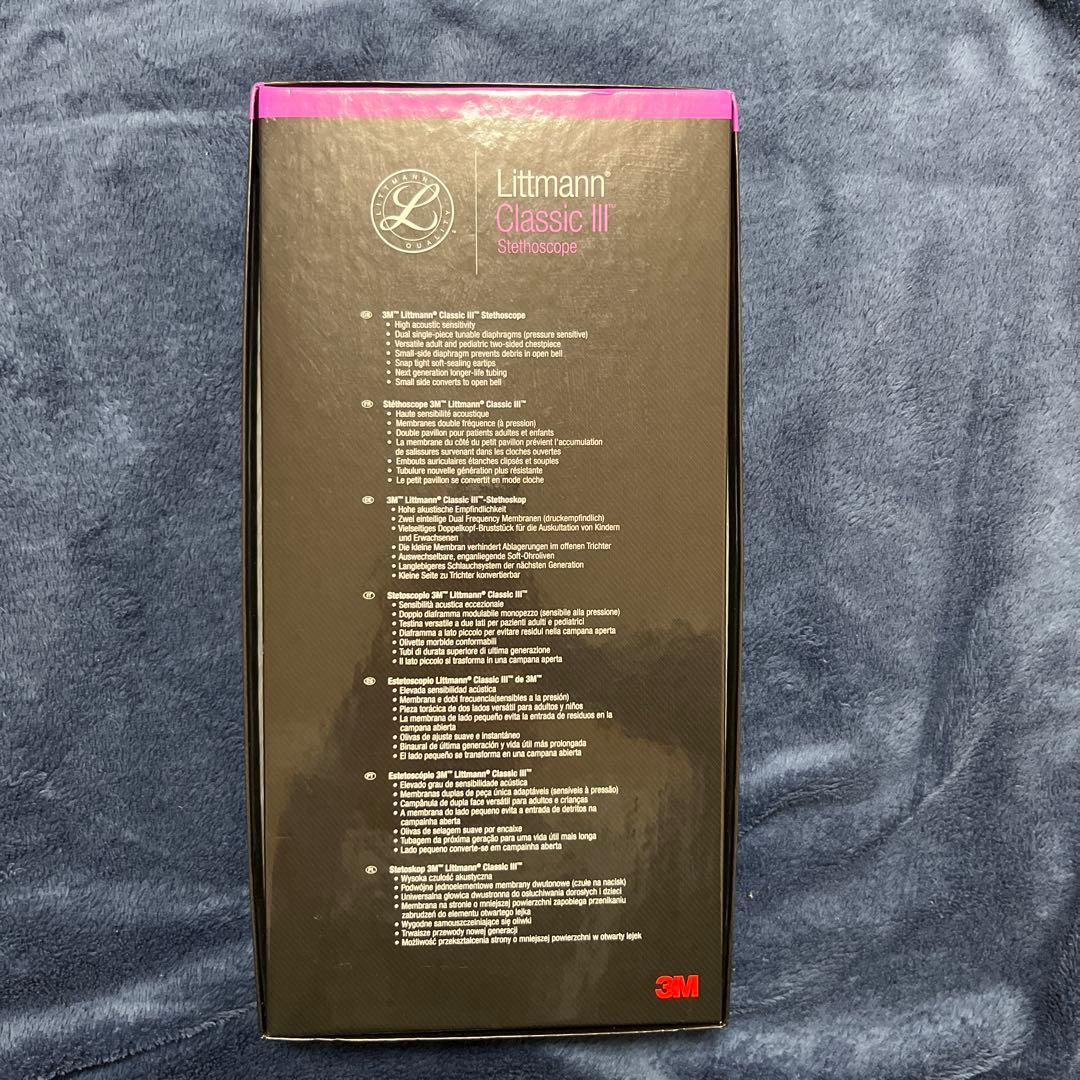 LITTMANN
L
QUALITY
Littmann®
Classic III™
Stethoscope
GB 3M™ Littmann® Classic III™ Stethoscope
• High acoustic sensitivity
• Dual single-piece tunable diaphragms (pressure sensitive)
• Versatile adult and pediatric two-sided chestpiece
• Small-side diaphragm prevents debris in open bell
• Snap tight soft-sealing eartips
• Next generation longer-life tubing
• Small side converts to open bell
FR Stéthoscope 3M™ Littmann® Classic III™
• Haute sensibilité acoustique
• Membranes double fréquence (à pression)
• Double pavillon pour patients adultes et enfants
• La membrane du côté du petit pavillon prévient l'accumulation
de salissures survenant dans les cloches ouvertes
• Embouts auriculaires étanches clipsés et souples
• Tubulure nouvelle génération plus résistante
• Le petit pavillon se convertit en mode cloche
3M™ Littmann® Classic III™-Stethoskop
• Hohe akustische Empfindlichkeit
• Zwei einteilige Dual Frequency Membranen (druckempfindlich)
• Vielseitiges Doppelkopf-Bruststück für die Auskultation von Kindern
und Erwachsenen
• Die kleine Membran verhindert Ablagerungen im offenen Trichter
• Auswechselbare, enganliegende Soft-Ohroliven
• Langlebigeres Schlauchsystem der nächsten Generation
• Kleine Seite zu Trichter konvertierbar
IT Stetoscopio 3M™ Littmann® Classic III™
• Sensibilità acustica eccezionale
• Doppio diaframma modulabile monopezzo (sensibile alla pressione)
• Testina versatile a due lati per pazienti adulti e pediatrici
• Diaframma a lato piccolo per evitare residui nella campana aperta
• Olivette morbide conformabili
• Tubi di durata superiore di ultima generazione
• Il lato piccolo si trasforma in una campana aperta
ES Estetoscopio Littmann® Classic III™ de 3M™
• Elevada sensibilidad acústica
• Membrana e dobl frecuencia(sensibles a la presión)
• Pieza torácica de dos lados versátil para adultos y niños
• La membrana de lado pequeño evita la entrada de residuos en la
campana abierta
• Olivas de ajuste suave e instantáneo
• Binaural de última generación y vida útil más prolongada
• El lado pequeño se transforma en una campana abierta
PT Estetoscópio 3M™ Littmann® Classic III™
• Elevado grau de sensibilidade acústica
• Membranas duplas de peça única adaptáveis (sensíveis à pressão)
• Campânula de dupla face versátil para adultos e crianças
• A membrana do lado pequeno evita a entrada de detritos na
campainha aberta
• Olivas de selagem suave por encaixe
• Tubagem da próxima geração para uma vida útil mais longa
• Lado pequeno converte-se em campainha aberta
PL Stetoskop 3M™ Littmann® Classic III™
• Wysoka czułość akustyczna
• Podwójne jednoelementowe membrany dwutonowe (czułe na nacisk)
• Uniwersalna głowica dwustronna do osłuchiwania dorosłych i dzieci
• Membrana na stronie o mniejszej powierzchni zapobiega przenikaniu
zabrudzeń do elementu otwartego lejka
• Wygodne samouszczelniające się oliwki
• Trwalsze przewody nowej generacji
• Możliwość przekształcenia strony o mniejszej powierzchni w otwarty lejek
3M